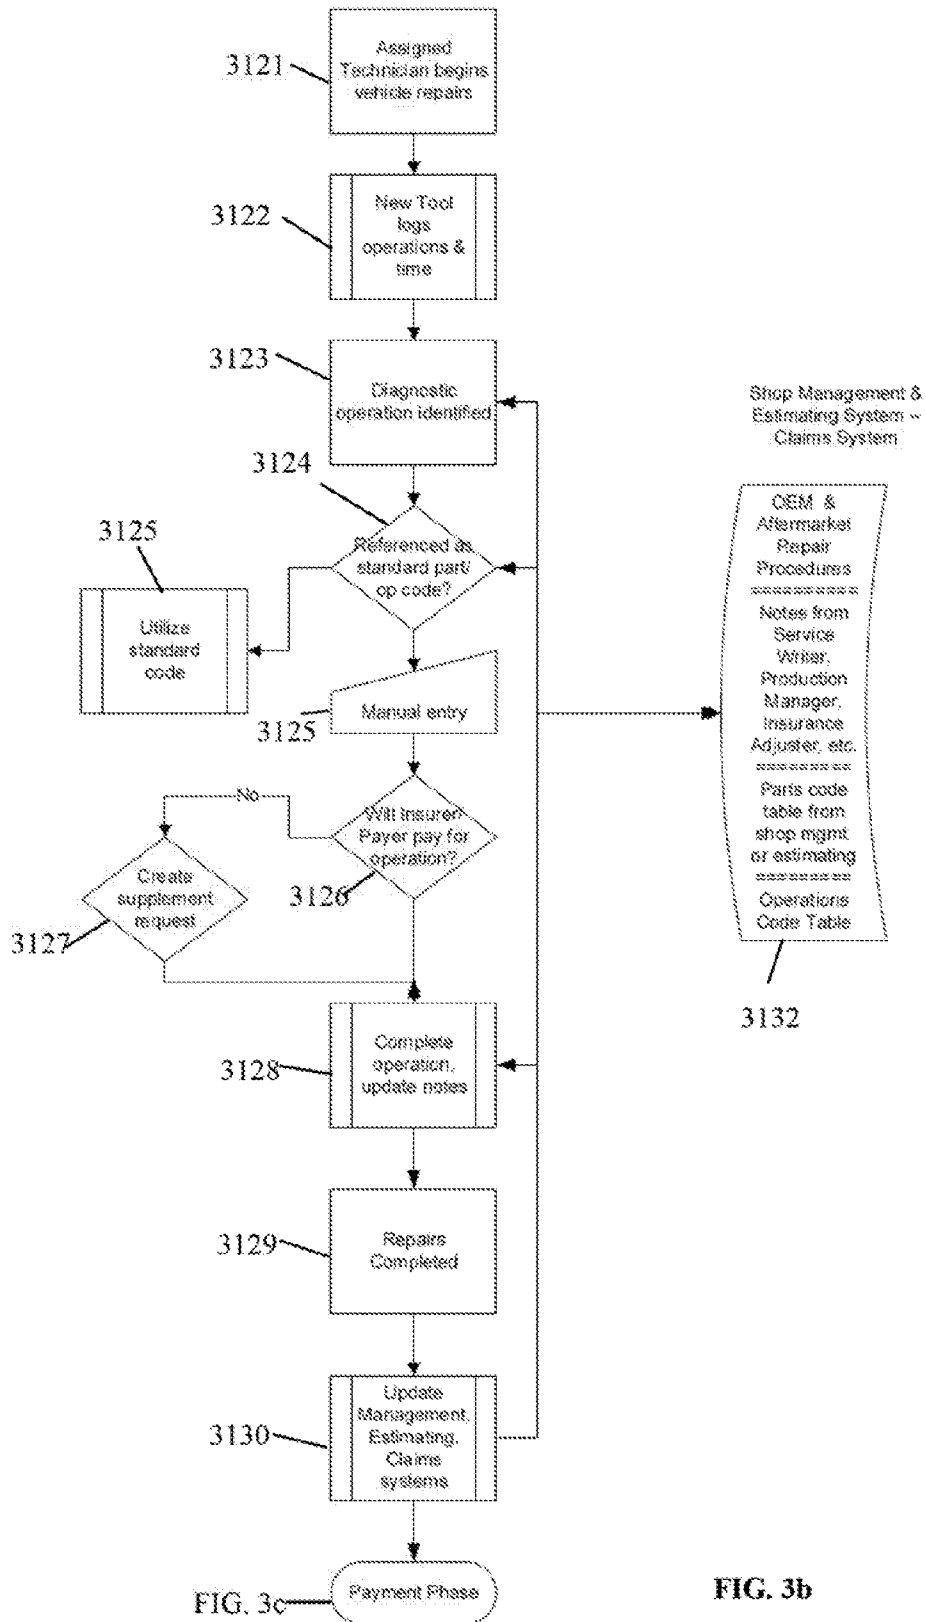 3121
Assigned
Technician begins
vehicle repairs
3122
New Tool
logs
operations &
time
3123
Diagnostic
operation identified
Shop Management &
Estimating System –
Claims System
3124
Referenced as
standard part/
op code?
3125
Utilize
standard
code
OEM &
Aftermarket
Repair
Procedures
==========
Notes from
Service
Writer,
Production
Manager,
Insurance
Adjuster, etc.
==========
Parts code
table from
shop mgmt.
or estimating
==========
Operations
Code Table
3132
3125
Manual entry
No
Will Insurer/
Payer pay for
operation?
3126
Create
supplement
request
3127
3128
Complete
operation,
update notes
3129
Repairs
Completed
3130
Update
Management,
Estimating,
Claims
systems
FIG. 3c
Payment Phase
FIG. 3b